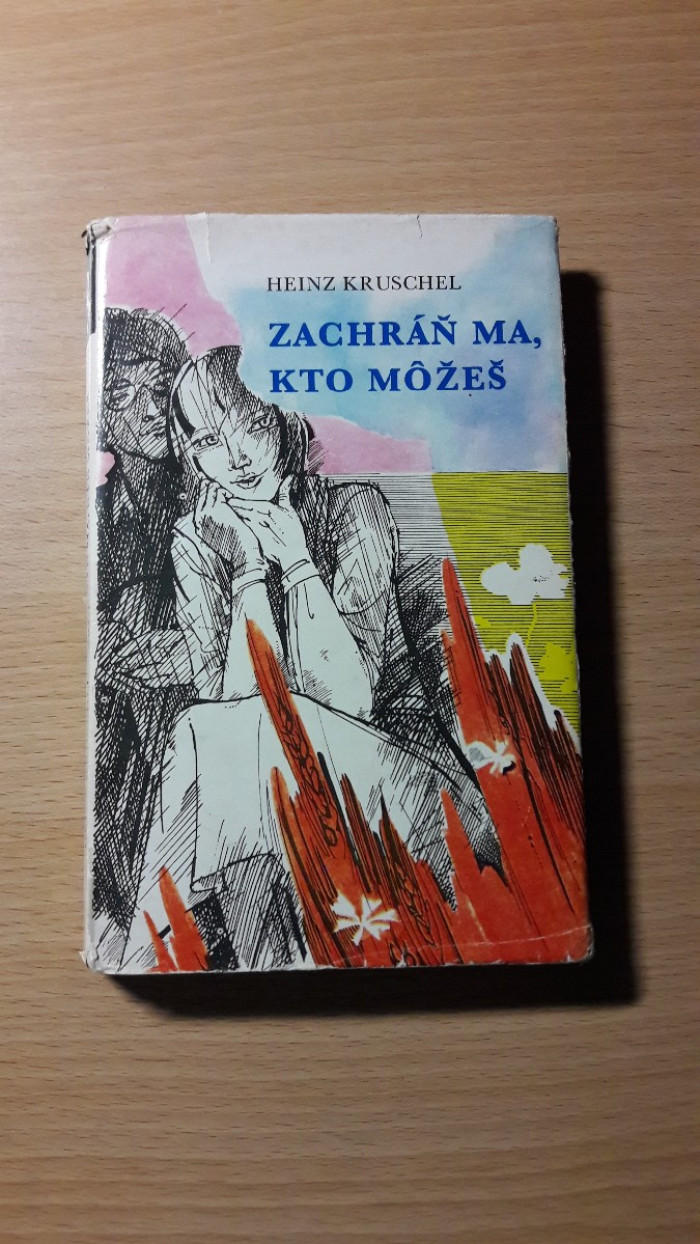 HEINZ KRUSCHEL
ZACHRÁŇ MA,
KTO MÔŽEŠ